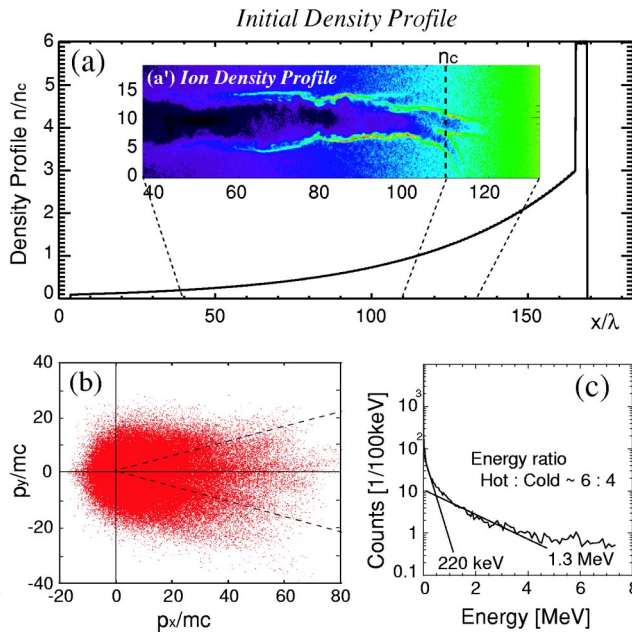 Initial Density Profile
(a)
(a') Ion Density Profile
nc
Density Profile n/nc
6
5
4
3
2
1
0
15
10
5
0
40
60
80
100
120
0
50
100
150
x/λ
(b)
py/mc
40
20
0
-20
-40
-20
0
20
40
60
80
px/mc
(c)
Counts [1/100keV]
10³
10²
10
1
0.1
Energy ratio
Hot : Cold ~ 6 : 4
220 keV
1.3 MeV
0
2
4
6
8
Energy [MeV]